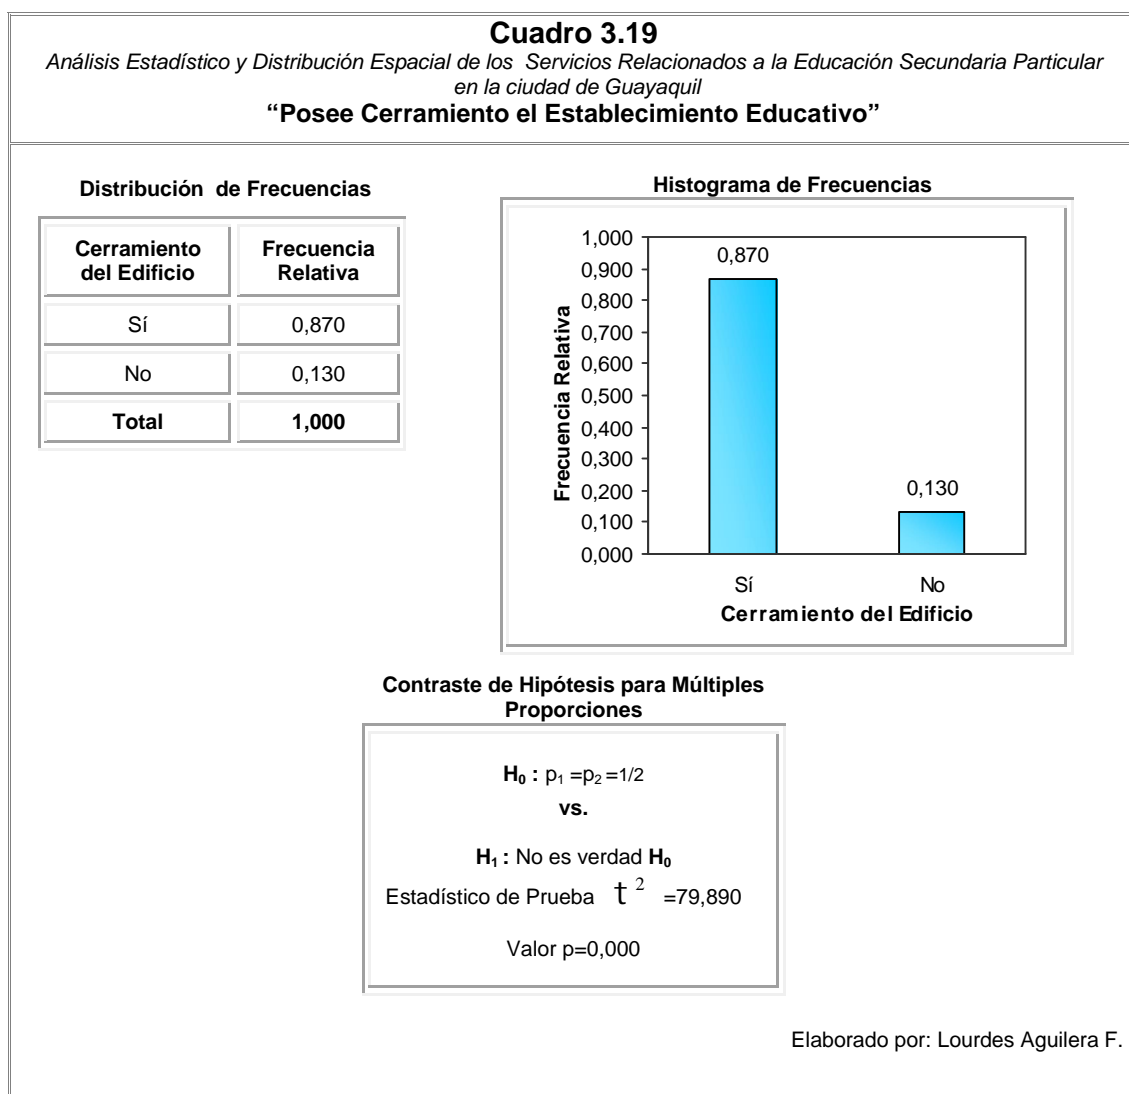 Cuadro 3.19
Análisis Estadístico y Distribución Espacial de los Servicios Relacionados a la Educación Secundaria Particular
en la ciudad de Guayaquil
“Posee Cerramiento el Establecimiento Educativo”
Distribución de Frecuencias
Cerramiento
del Edificio
Frecuencia
Relativa
Sí
0,870
No
0,130
Total
1,000
Histograma de Frecuencias
Frecuencia Relativa
1,000
0,900
0,800
0,700
0,600
0,500
0,400
0,300
0,200
0,100
0,000
0,870
0,130
Sí
No
Cerramiento del Edificio
Contraste de Hipótesis para Múltiples
Proporciones
H₀ : p₁ =p₂ =1/2
vs.
H₁ : No es verdad H₀
Estadístico de Prueba t ² =79,890
Valor p=0,000
Elaborado por: Lourdes Aguilera F.